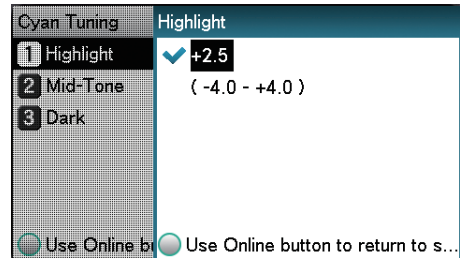 Cyan Tuning
1 Highlight
2 Mid-Tone
3 Dark
Use Online b
Highlight
+2.5
( -4.0 - +4.0 )
Use Online button to return to s...